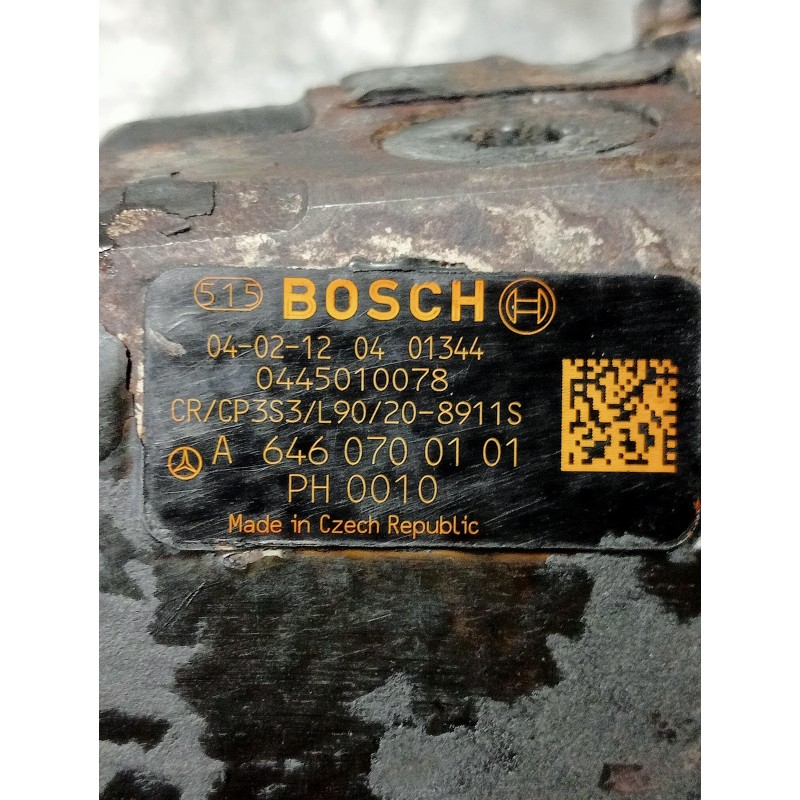 515 BOSCH
04-02-12 04 01344
0445010078
CR/CP3S3/L90/20-8911S
A 646 070 01 01
PH 0010
Made in Czech Republic